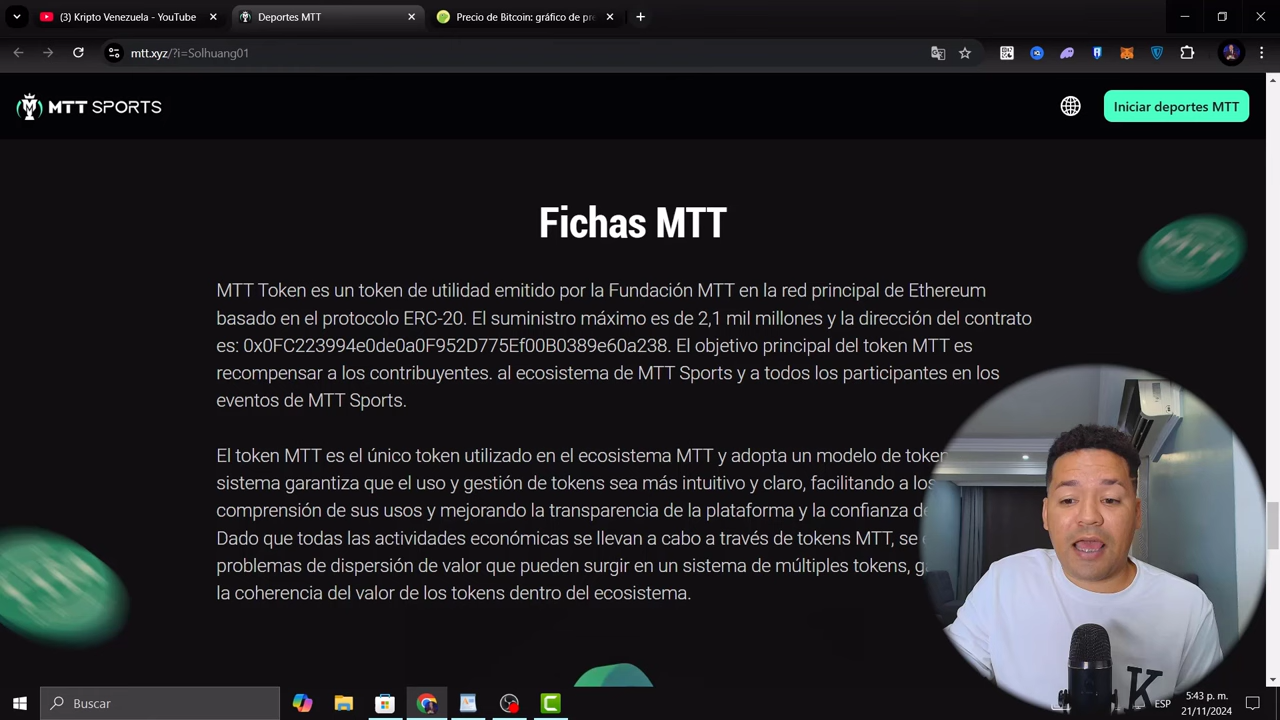 (3) Kripto Venezuela - YouTube
Deportes MTT
Precio de Bitcoin: gráfico de pre
mtt.xyz/?i=Solhuang01
MTT SPORTS
Iniciar deportes MTT
Fichas MTT
MTT Token es un token de utilidad emitido por la Fundación MTT en la red principal de Ethereum
basado en el protocolo ERC-20. El suministro máximo es de 2,1 mil millones y la dirección del contrato
es: 0x0FC223994e0de0a0F952D775Ef00B0389e60a238. El objetivo principal del token MTT es
recompensar a los contribuyentes. al ecosistema de MTT Sports y a todos los participantes en los
eventos de MTT Sports.
El token MTT es el único token utilizado en el ecosistema MTT y adopta un modelo de token
sistema garantiza que el uso y gestión de tokens sea más intuitivo y claro, facilitando a los
comprensión de sus usos y mejorando la transparencia de la plataforma y la confianza de
Dado que todas las actividades económicas se llevan a cabo a través de tokens MTT, se
problemas de dispersión de valor que pueden surgir en un sistema de múltiples tokens,
la coherencia del valor de los tokens dentro del ecosistema.
K
Buscar
ESP
5:43 p. m.
21/11/2024